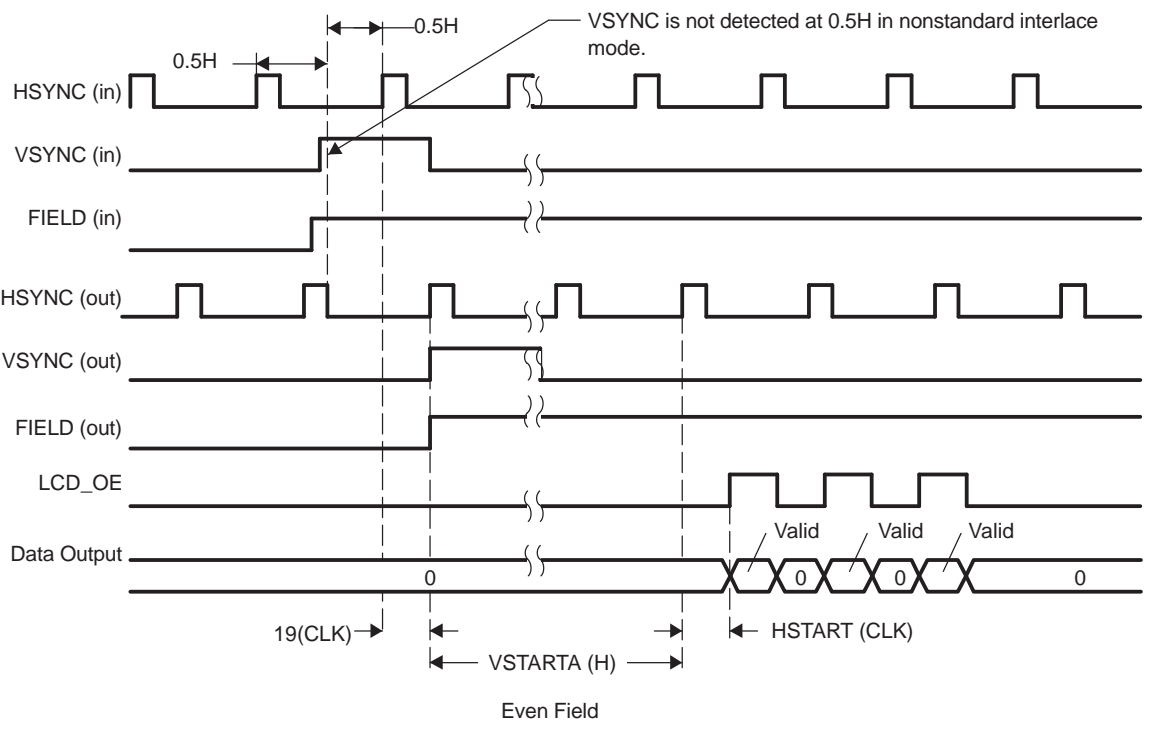 0.5H
VSYNC is not detected at 0.5H in nonstandard interlace
mode.
0.5H
HSYNC (in)
VSYNC (in)
FIELD (in)
HSYNC (out)
VSYNC (out)
FIELD (out)
LCD_OE
Valid Valid Valid
Data Output
0 0 0 0
19(CLK) HSTART (CLK)
VSTARTA (H)
Even Field